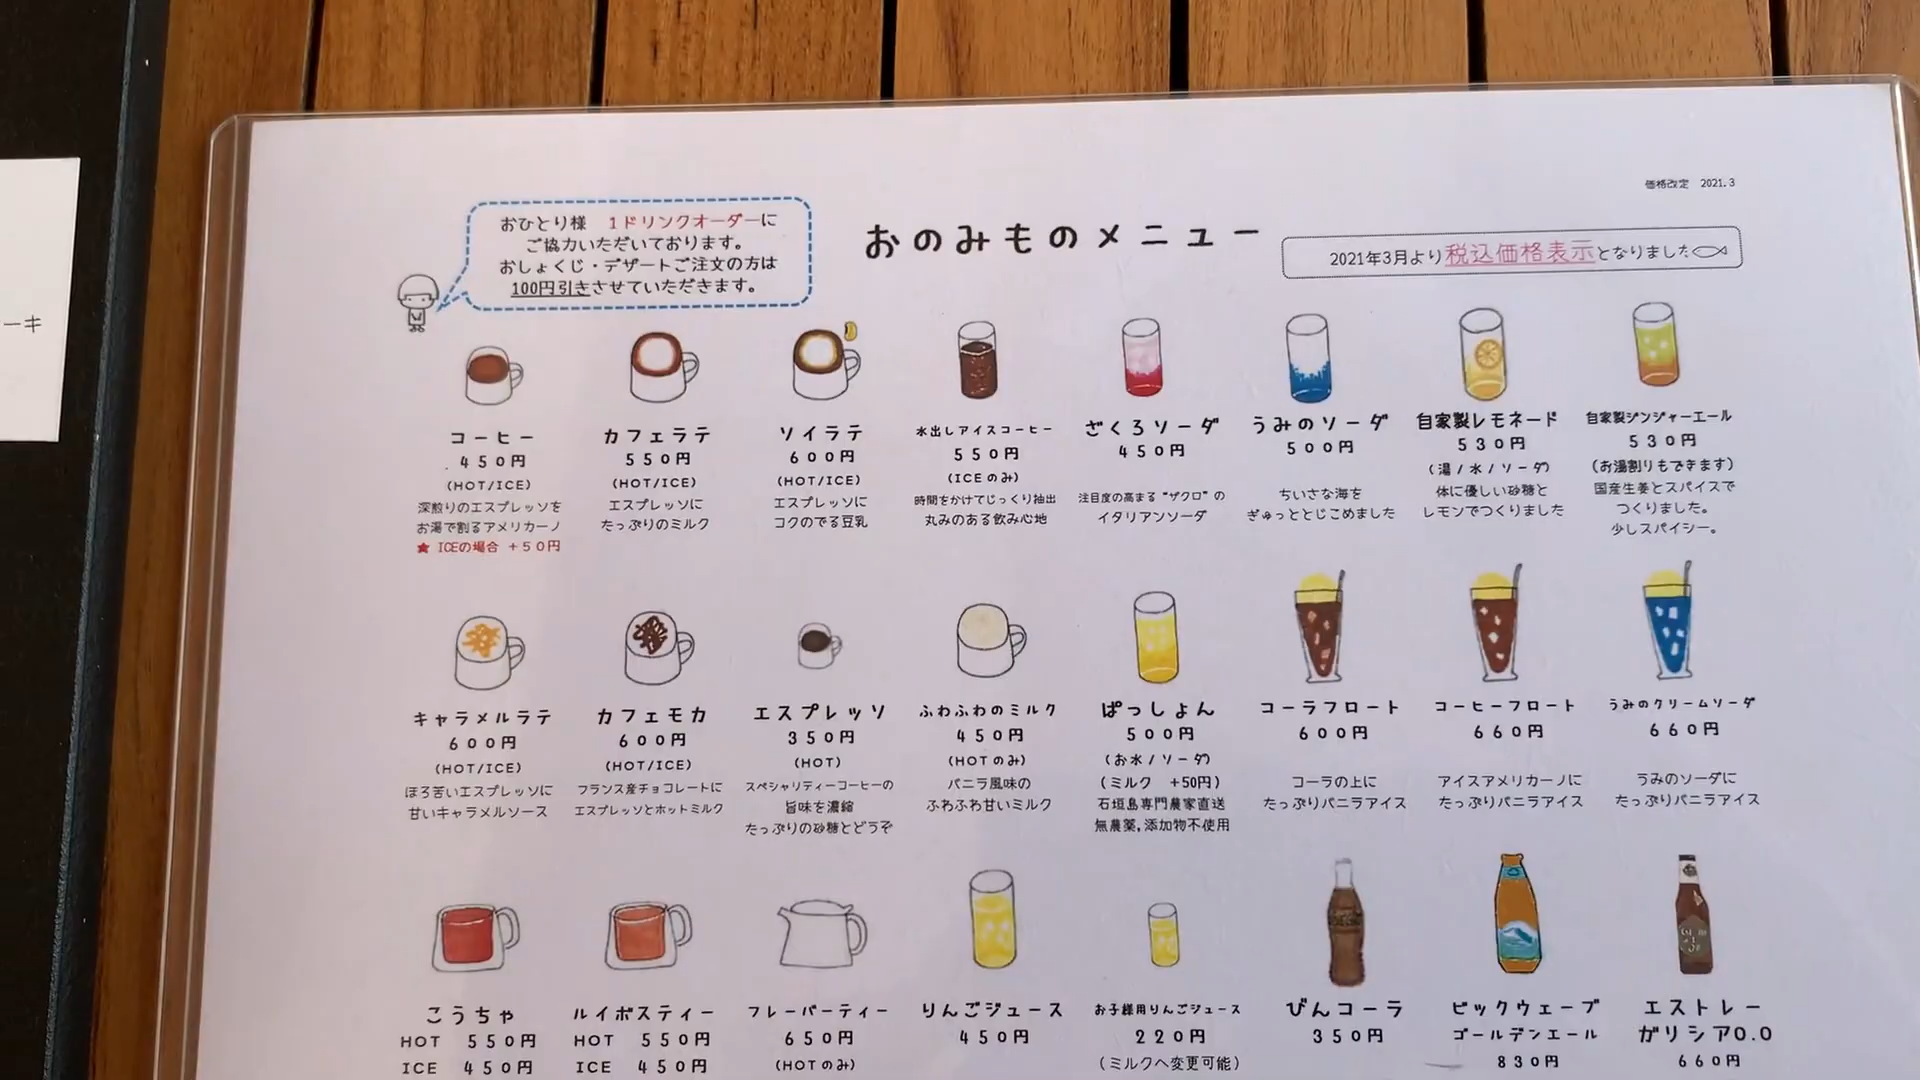 価格改定 2021.3
おひとり様 1ドリンクオーダーに
ご協力いただいております。
おしょくじ・デザートご注文の方は
100円引きさせていただきます。
おのみものメニュー
2021年3月より税込価格表示となりました
ーキ
コーヒー
450円
(HOT/ICE)
深煎りのエスプレッソを
お湯で割るアメリカーノ
★ ICEの場合 +50円
カフェラテ
550円
(HOT/ICE)
エスプレッソに
たっぷりのミルク
ソイラテ
600円
(HOT/ICE)
エスプレッソに
コクのでる豆乳
水出しアイスコーヒー
550円
(ICEのみ)
時間をかけてじっくり抽出
丸みのある飲み心地
ざくろソーダ
450円
注目度の高まる“ザクロ”の
イタリアンソーダ
うみのソーダ
500円
ちいさな海を
ぎゅっととじこめました
自家製レモネード
530円
(湯/水/ソーダ)
体に優しい砂糖と
レモンでつくりました
自家製ジンジャーエール
530円
(お湯割りもできます)
国産生姜とスパイスで
つくりました。
少しスパイシー。
キャラメルラテ
600円
(HOT/ICE)
ほろ苦いエスプレッソに
甘いキャラメルソース
カフェモカ
600円
(HOT/ICE)
フランス産チョコレートに
エスプレッソとホットミルク
エスプレッソ
350円
(HOT)
スペシャリティーコーヒーの
旨味を濃縮
たっぷりの砂糖とどうぞ
ふわふわのミルク
450円
(HOTのみ)
バニラ風味の
ふわふわ甘いミルク
ぱっしょん
500円
(お水/ソーダ)
(ミルク +50円)
石垣島専門農家直送
無農薬,添加物不使用
コーラフロート
600円
コーラの上に
たっぷりバニラアイス
コーヒーフロート
660円
アイスアメリカーノに
たっぷりバニラアイス
うみのクリームソーダ
660円
うみのソーダに
たっぷりバニラアイス
こうちゃ
HOT 550円
ICE 450円
ルイボスティー
HOT 550円
ICE 450円
フレーバーティー
650円
(HOTのみ)
りんごジュース
450円
お子様用りんごジュース
220円
(ミルクへ変更可能)
びんコーラ
350円
ビックウェーブ
ゴールデンエール
830円
エストレー
ガリシア0.0
660円